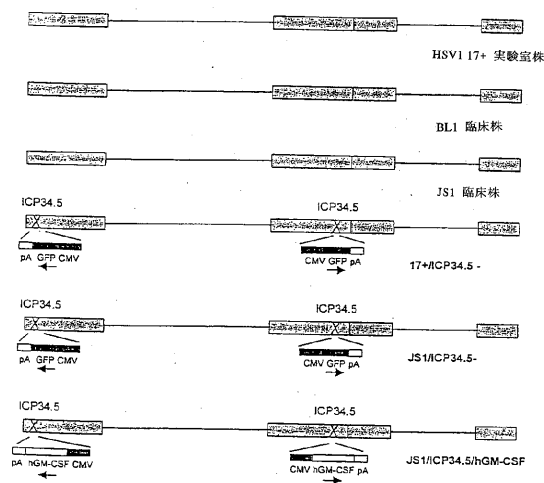 HSV1 17+ 実験室株
BL1 臨床株
JS1 臨床株
ICP34.5 ICP34.5
pA GFP CMV CMV GFP pA
17+/ICP34.5 -
ICP34.5 ICP34.5
pA GFP CMV CMV GFP pA
JS1/ICP34.5-
ICP34.5 ICP34.5
pA hGM-CSF CMV CMV hGM-CSF pA
JS1/ICP34.5/hGM-CSF